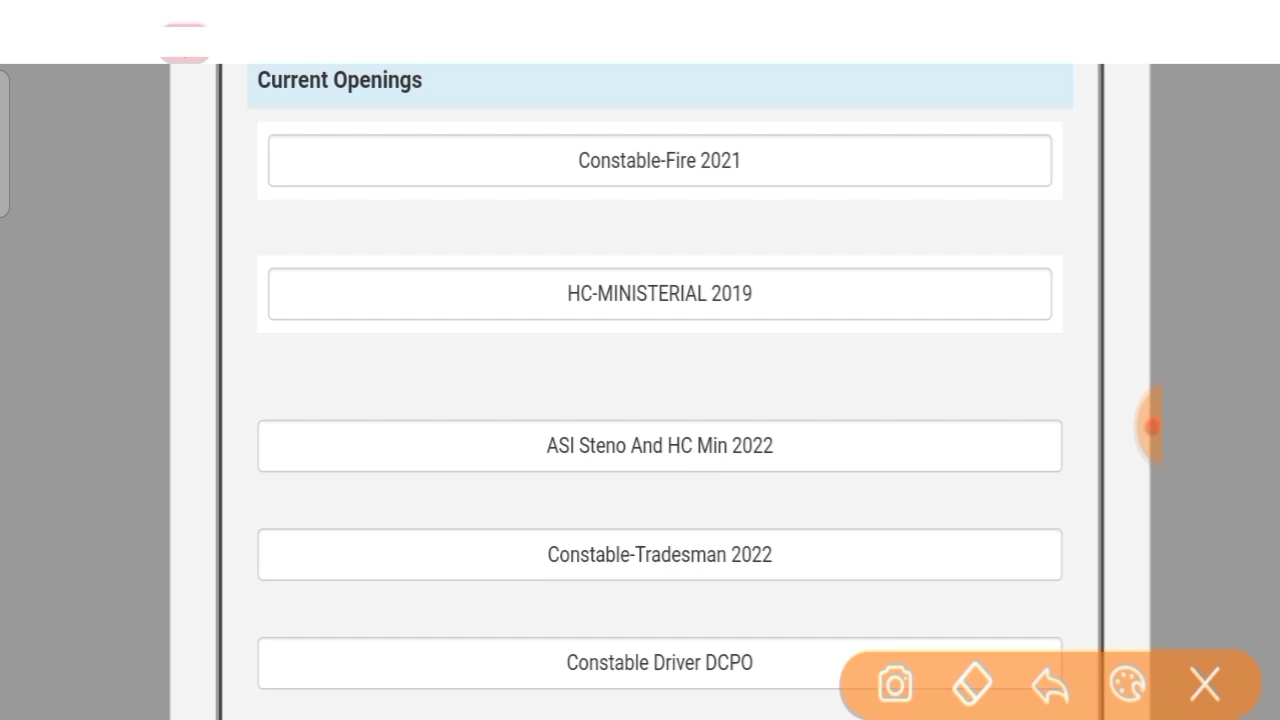 Current Openings
Constable-Fire 2021
HC-MINISTERIAL 2019
ASI Steno And HC Min 2022
Constable-Tradesman 2022
Constable Driver DCPO